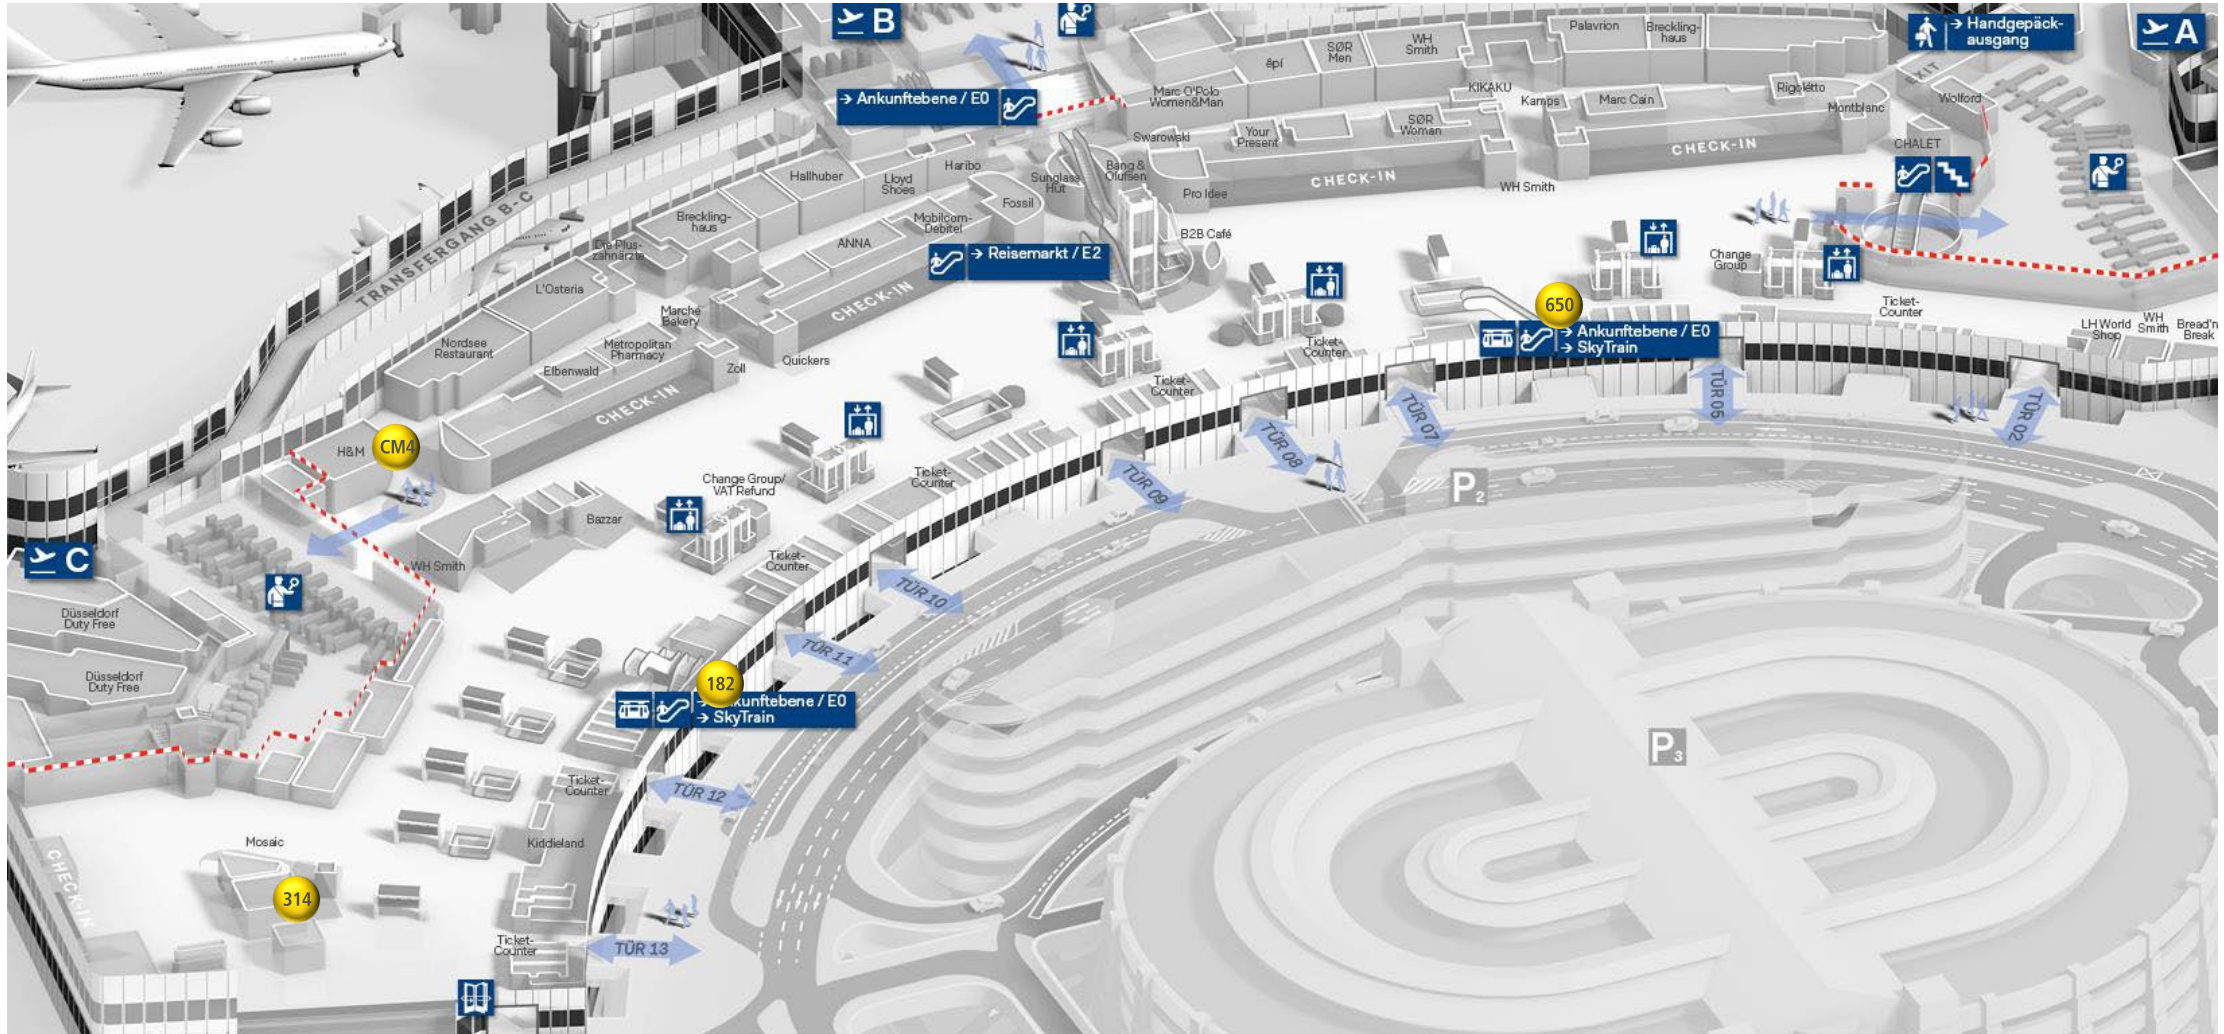 B
→ Handgepäck-
ausgang
A
Palavrion
Breckling-
haus
WH
Smith
SØR
Men
êpí
Marc O'Polo
Women&Man
→ Ankunftebene / E0
KIKAKU
Kamps
Marc Cain
Rigolétto
Montblanc
EXIT
Wolford
CHALET
Swarowski
Your
Present
SØR
Woman
CHECK-IN
CHECK-IN
WH Smith
Pro Idee
Bang &
Olufsen
Sunglass
Hut
Haribo
Lloyd
Shoes
Hallhuber
Fossil
Mobilcom-
Debitel
ANNA
Breckling-
haus
Die Plus-
zahnärzte
TRANSFERGANG B-C
L'Osteria
→ Reisemarkt / E2
B2B Café
Change
Group
CHECK-IN
Marché
Bakery
Nordsee
Restaurant
Metropolitan
Pharmacy
Elbenwald
Zoll
Quickers
CHECK-IN
650
→ Ankunftebene / E0
→ SkyTrain
Ticket-
Counter
LH World
Shop
WH
Smith
Bread'n
Break
Ticket-
Counter
Ticket-
Counter
TÜR 02
TÜR 05
TÜR 07
TÜR 08
TÜR 09
P2
H&M
CM4
Change Group/
VAT Refund
Ticket-
Counter
Bazzar
WH Smith
C
Ticket-
Counter
TÜR 10
Düsseldorf
Duty Free
Düsseldorf
Duty Free
TÜR 11
182
→ Ankunftebene / E0
→ SkyTrain
P3
Ticket-
Counter
TÜR 12
Kiddieland
Mosaic
CHECK-IN
314
Ticket-
Counter
TÜR 13